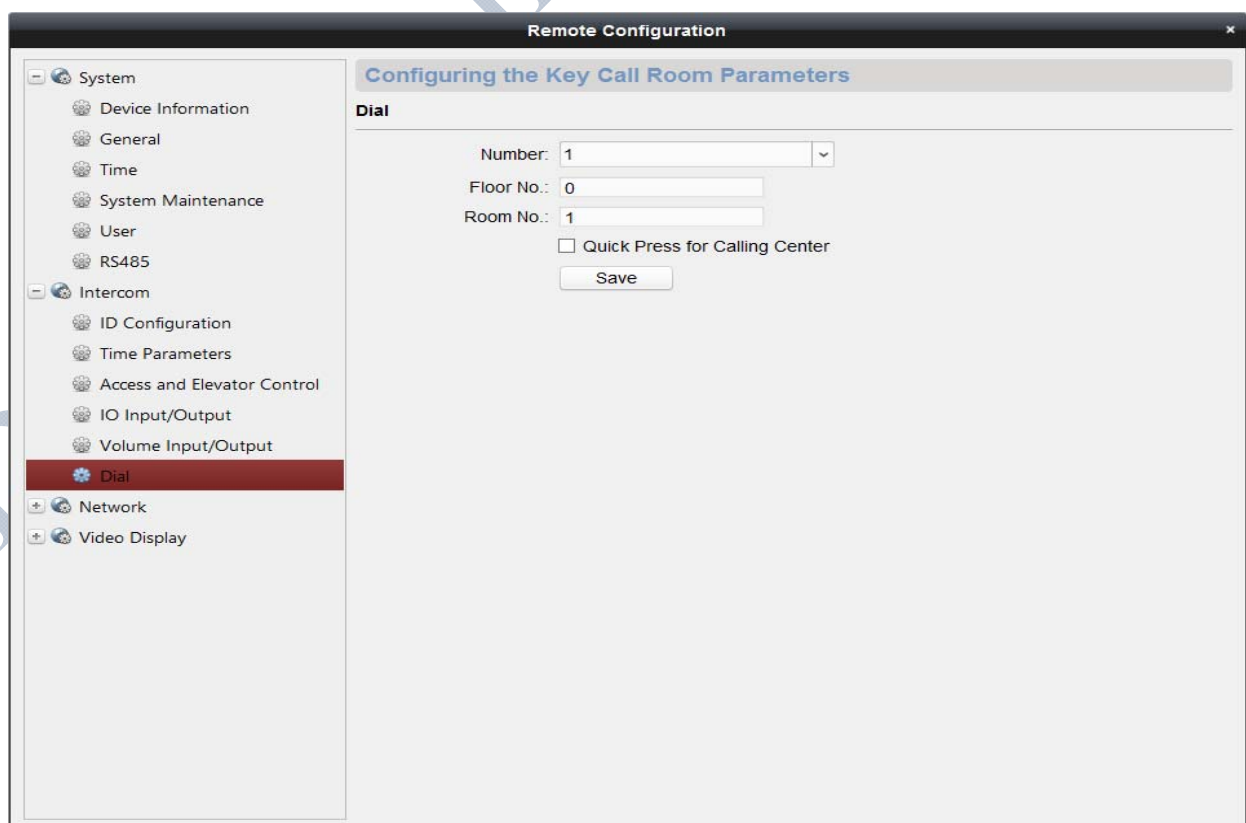 Remote Configuration
×
System
Device Information
General
Time
System Maintenance
User
RS485
Intercom
ID Configuration
Time Parameters
Access and Elevator Control
IO Input/Output
Volume Input/Output
Dial
Network
Video Display
Configuring the Key Call Room Parameters
Dial
Number: 1
Floor No.: 0
Room No.: 1
Quick Press for Calling Center
Save